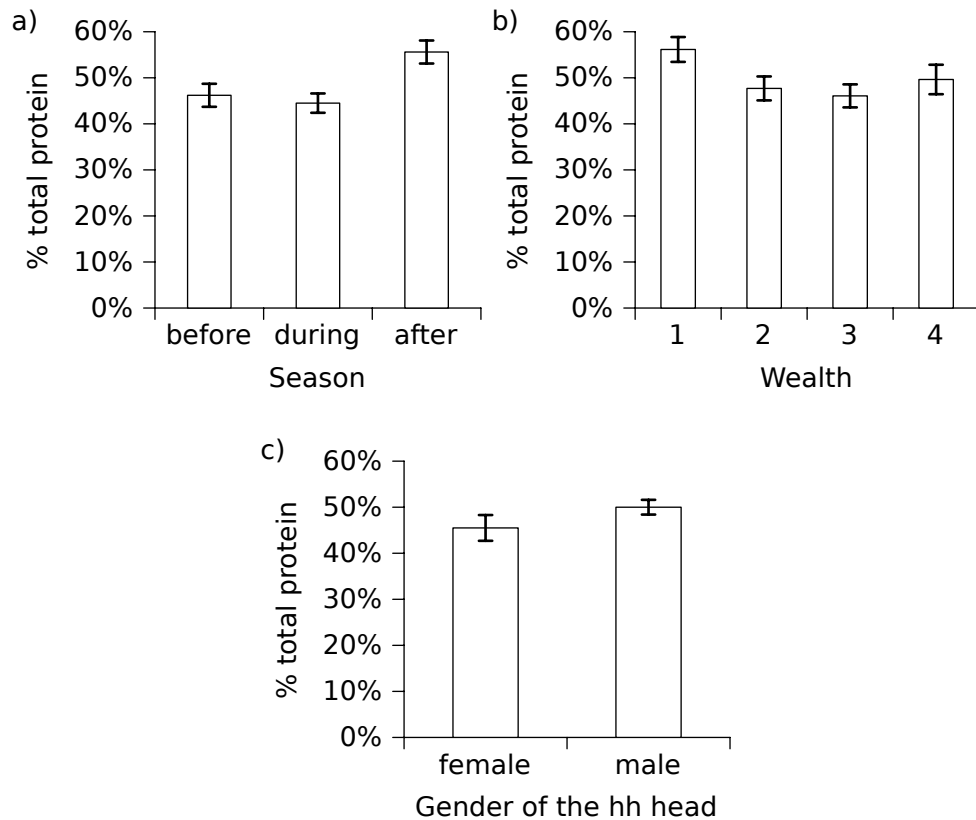 a)
% total protein
60%
50%
40%
30%
20%
10%
0%
before during after
Season
b)
% total protein
60%
50%
40%
30%
20%
10%
0%
1 2 3 4
Wealth
c)
% total protein
60%
50%
40%
30%
20%
10%
0%
female male
Gender of the hh head